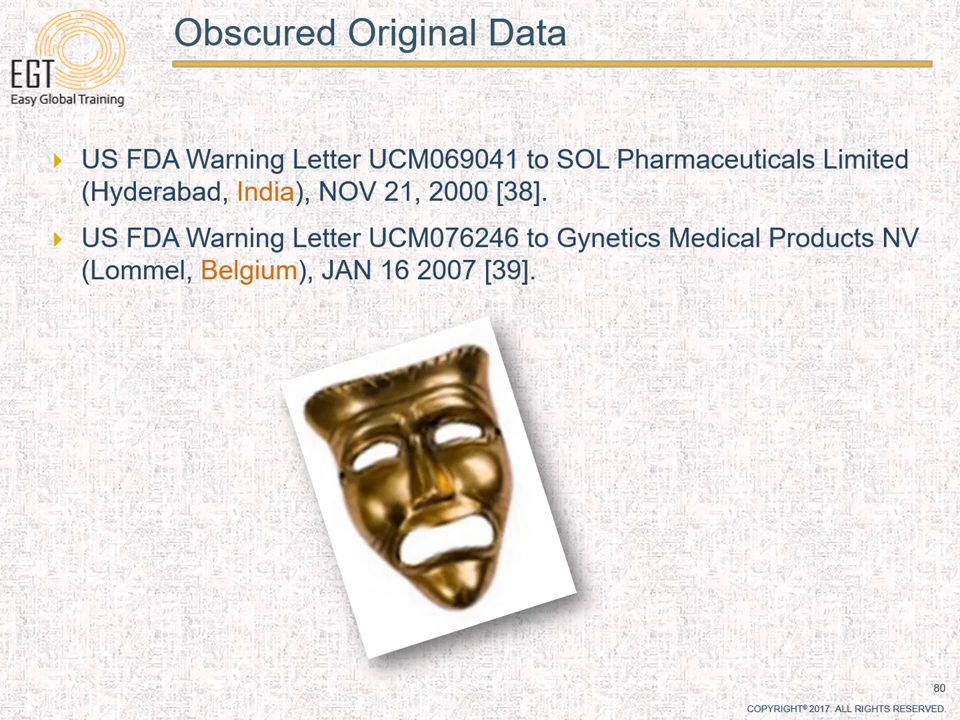 Obscured Original Data
EGT
Easy Global Training
US FDA Warning Letter UCM069041 to SOL Pharmaceuticals Limited
(Hyderabad, India), NOV 21, 2000 [38].
US FDA Warning Letter UCM076246 to Gynetics Medical Products NV
(Lommel, Belgium), JAN 16 2007 [39].
80
COPYRIGHT® 2017. ALL RIGHTS RESERVED.